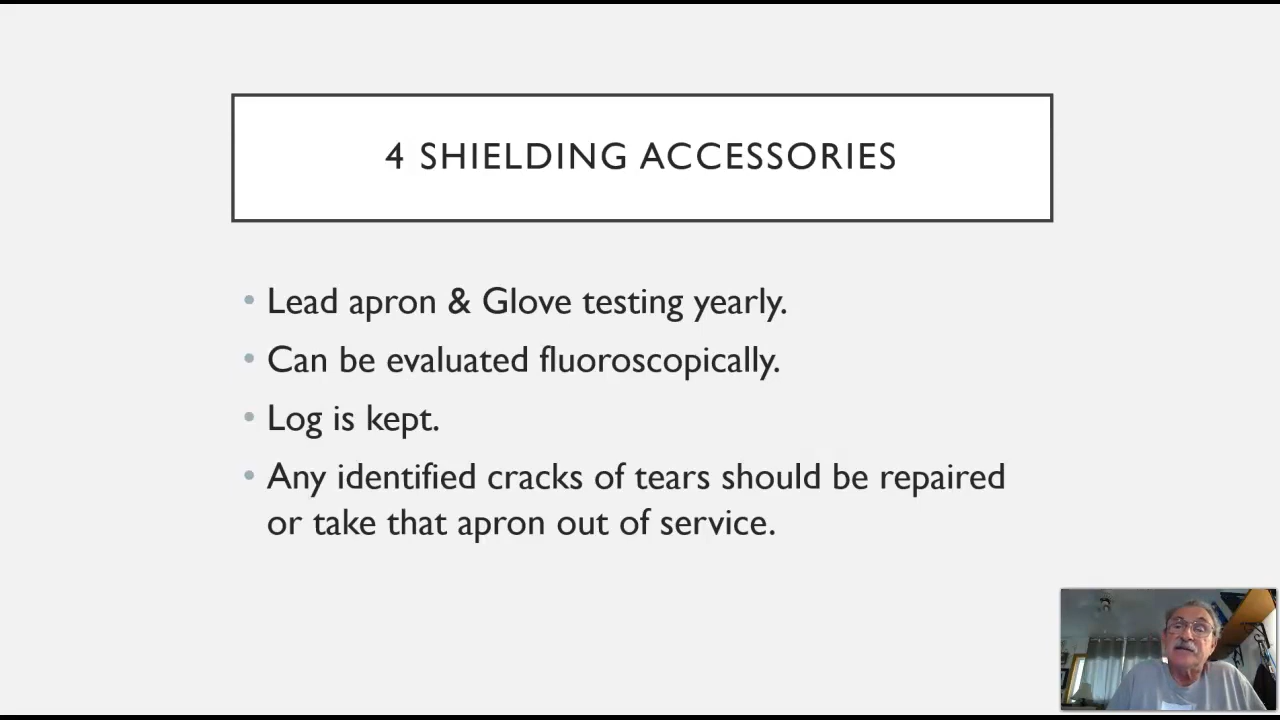 4 SHIELDING ACCESSORIES
• Lead apron & Glove testing yearly.
• Can be evaluated fluoroscopically.
• Log is kept.
• Any identified cracks of tears should be repaired
or take that apron out of service.